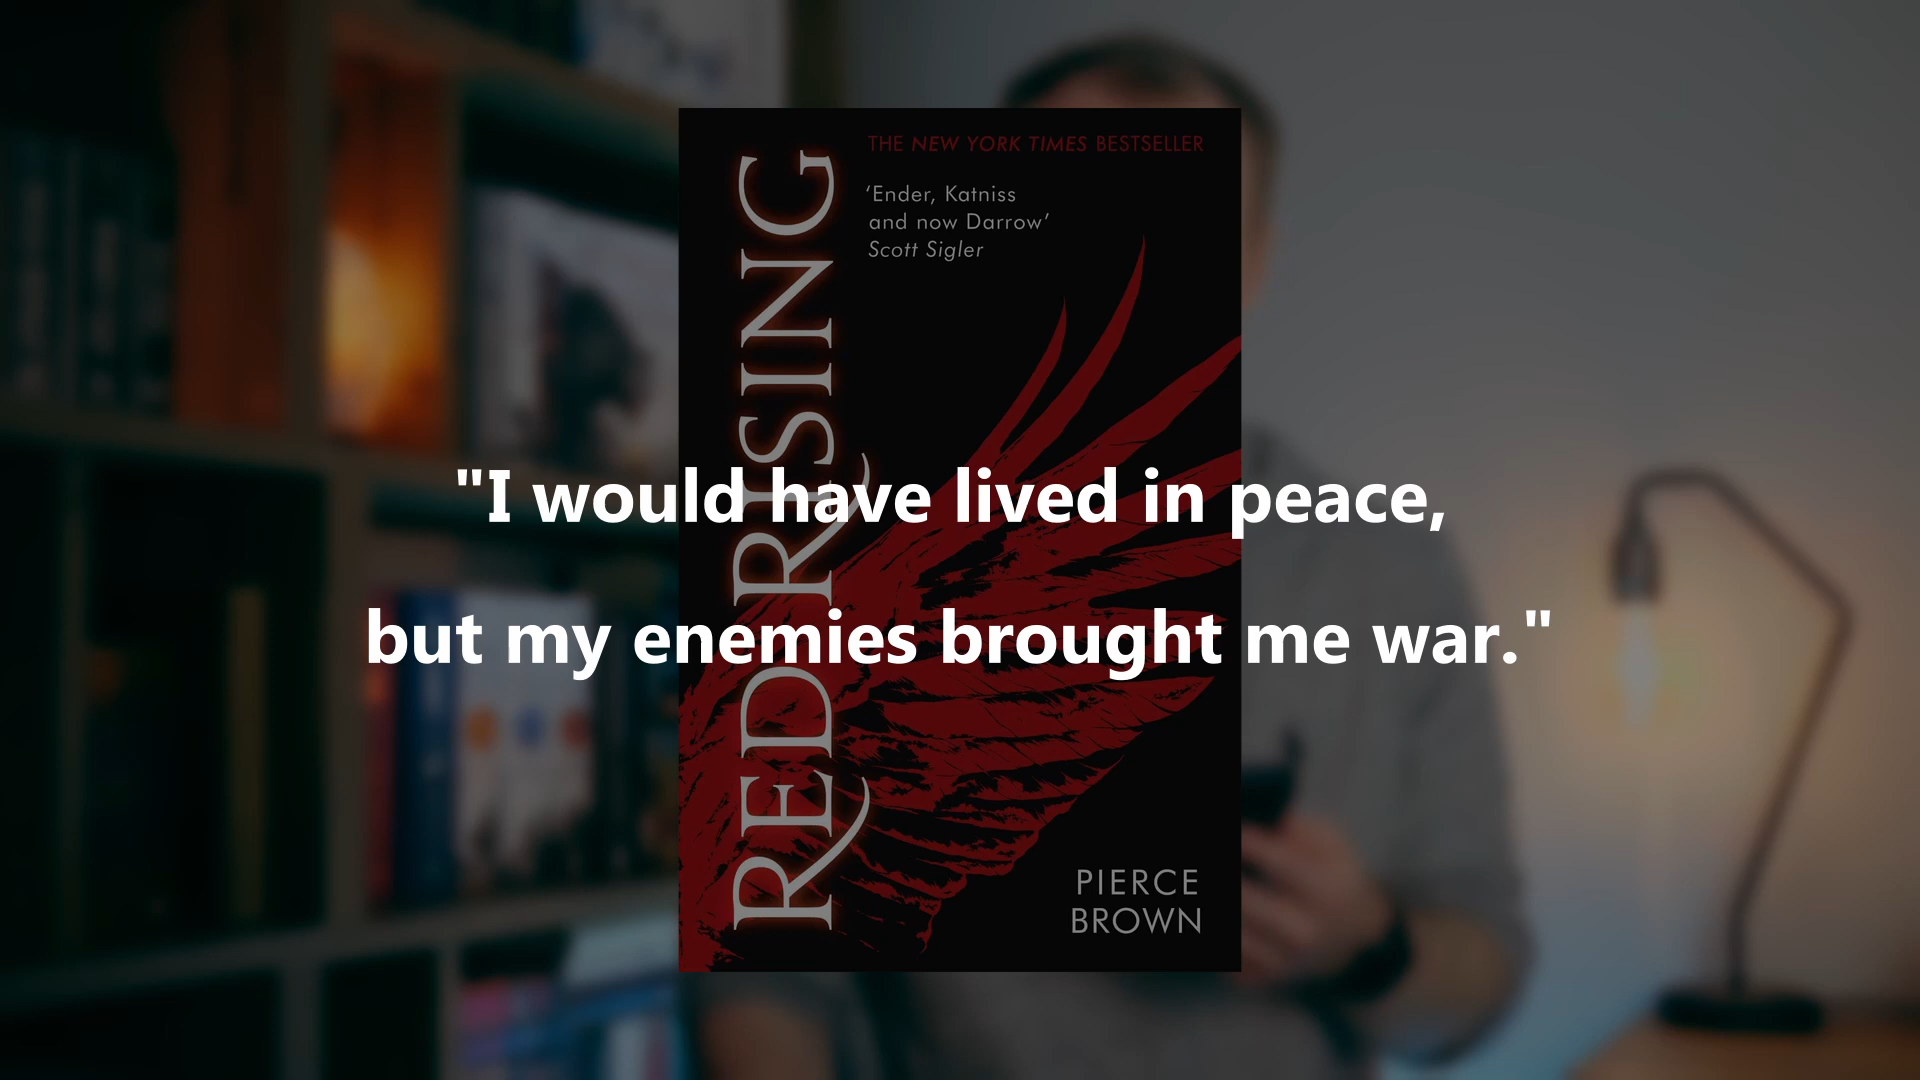 THE NEW YORK TIMES BESTSELLER
‘Ender, Katniss
and now Darrow’
Scott Sigler
RED RISING
"I would have lived in peace,
but my enemies brought me war."
PIERCE
BROWN